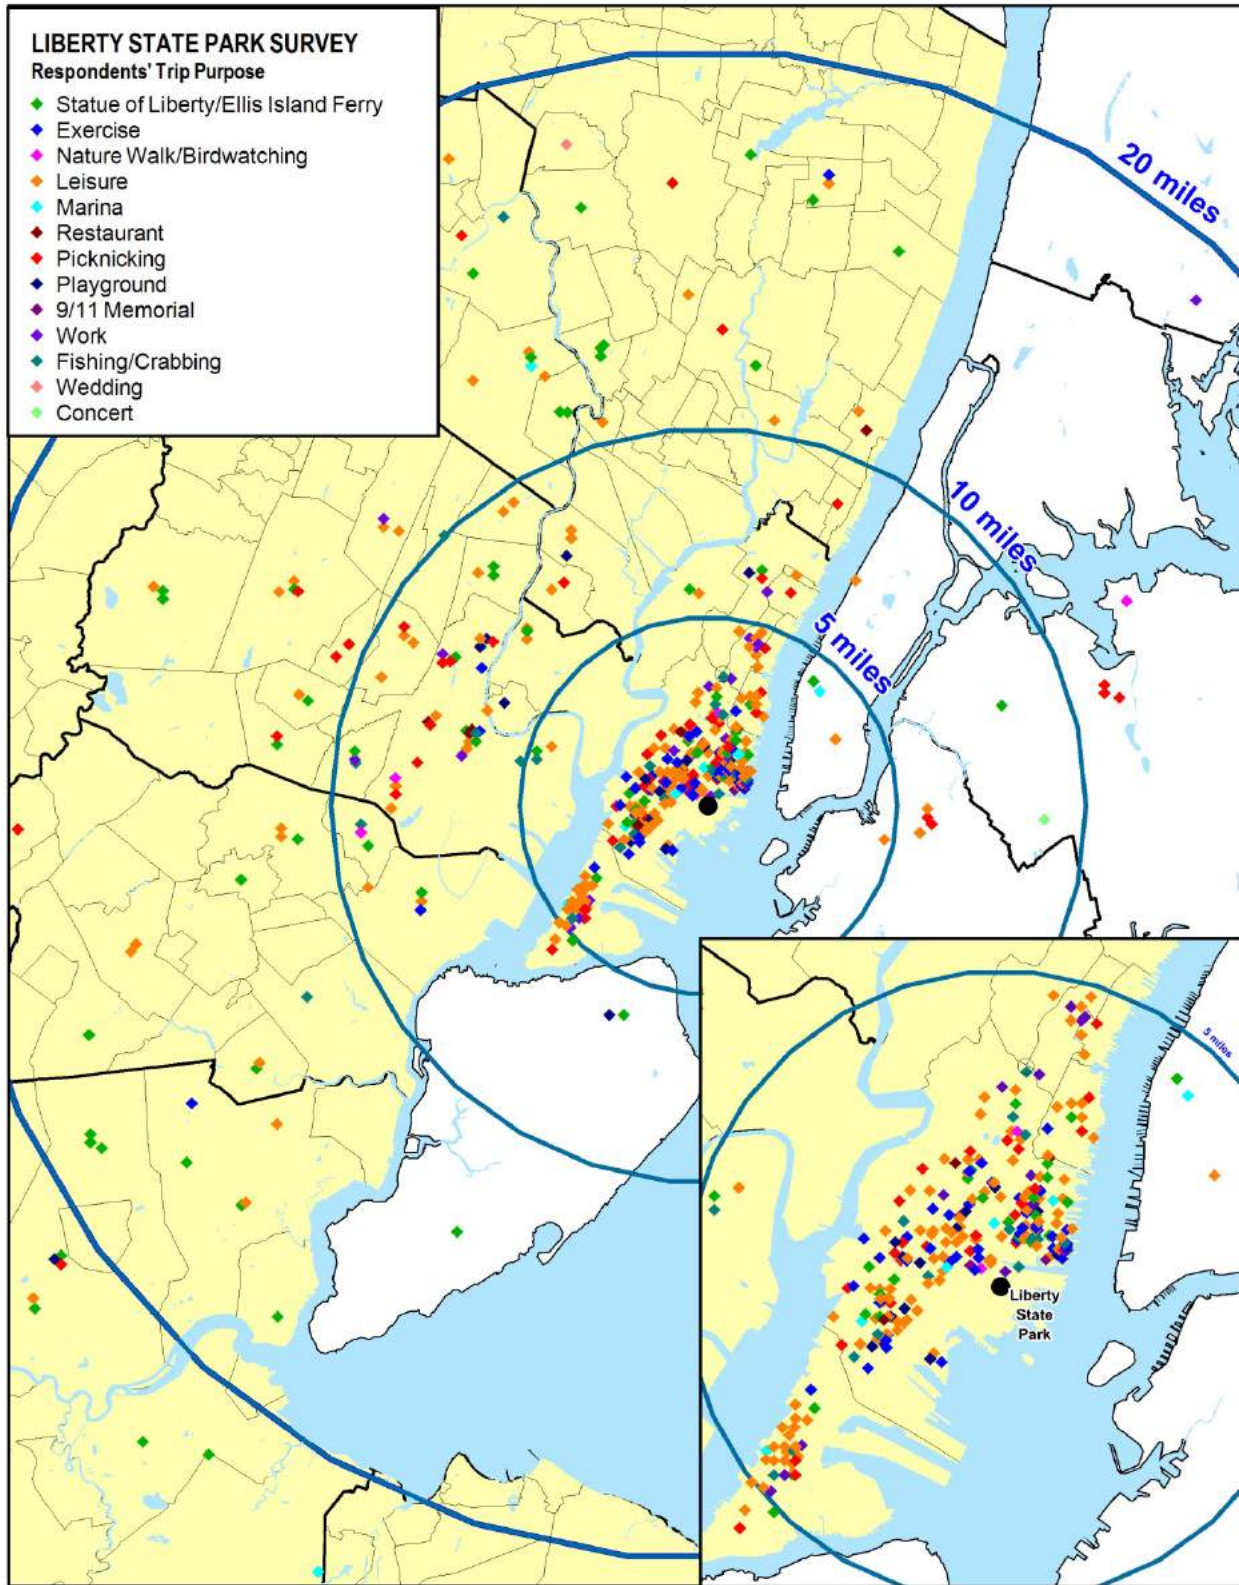 LIBERTY STATE PARK SURVEY
Respondents' Trip Purpose
Statue of Liberty/Ellis Island Ferry
Exercise
Nature Walk/Birdwatching
Leisure
Marina
Restaurant
Picknicking
Playground
9/11 Memorial
Work
Fishing/Crabbing
Wedding
Concert
20 miles
10 miles
5 miles
5 miles
Liberty
State
Park